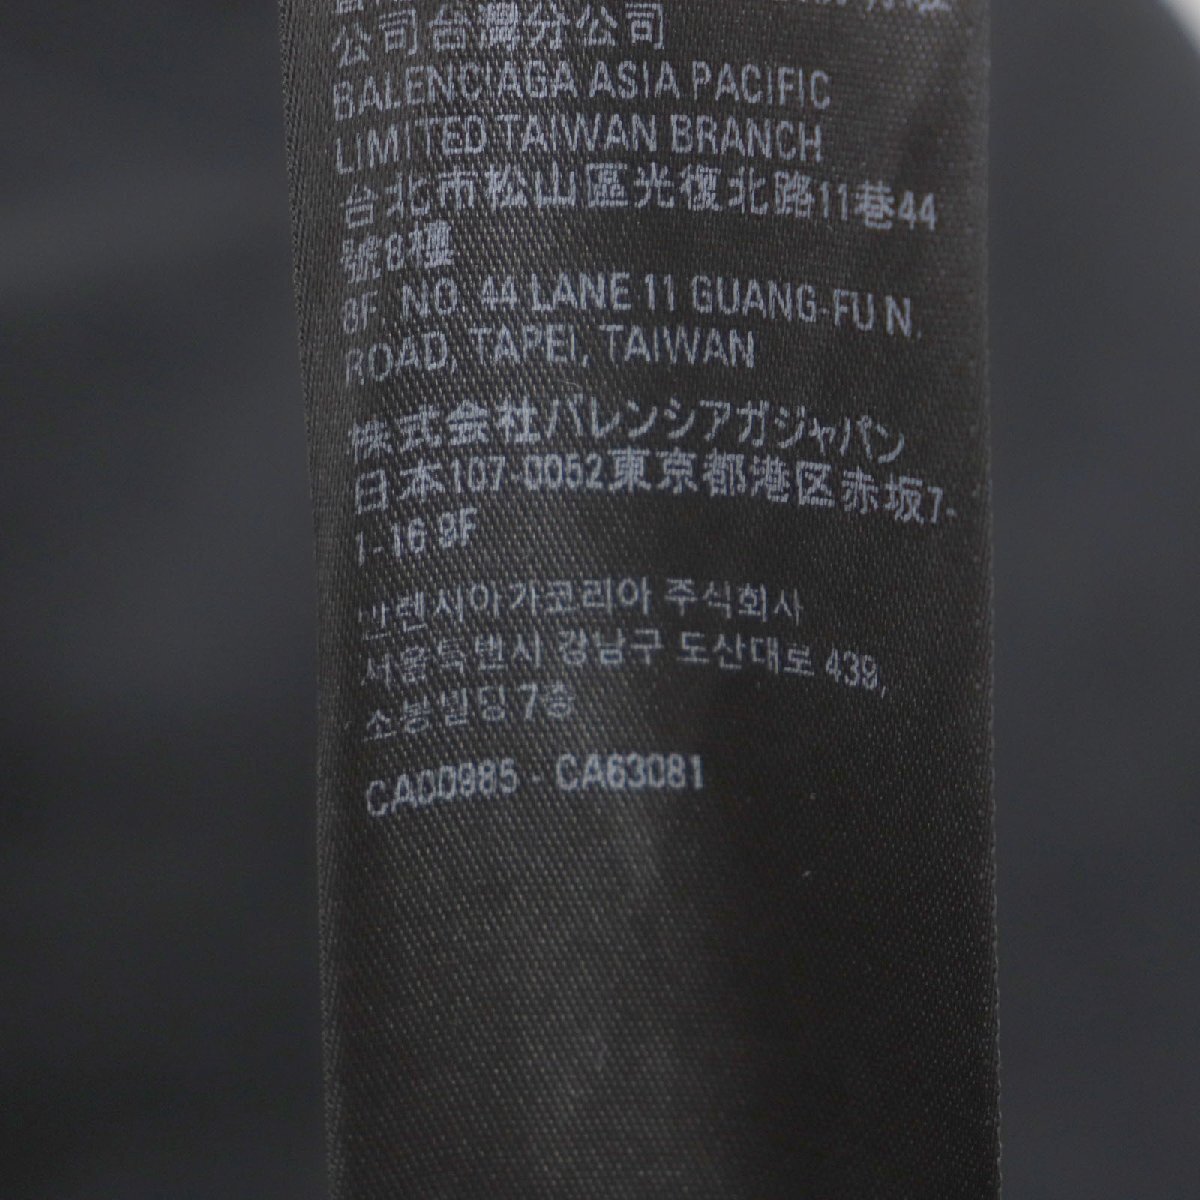 公司台灣分公司
BALENCIAGA ASIA PACIFIC
LIMITED TAIWAN BRANCH
台北市松山區光復北路11巷44
號8樓
8F. NO. 44 LANE 11 GUANG-FU N.
ROAD, TAPEI, TAIWAN
株式会社バレンシアガジャパン
日本107-0052東京都港区赤坂7-
1-16 9F
발렌시아가코리아 주식회사
서울특별시 강남구 도산대로 439,
소봉빌딩 7층
CA00985 - CA63081